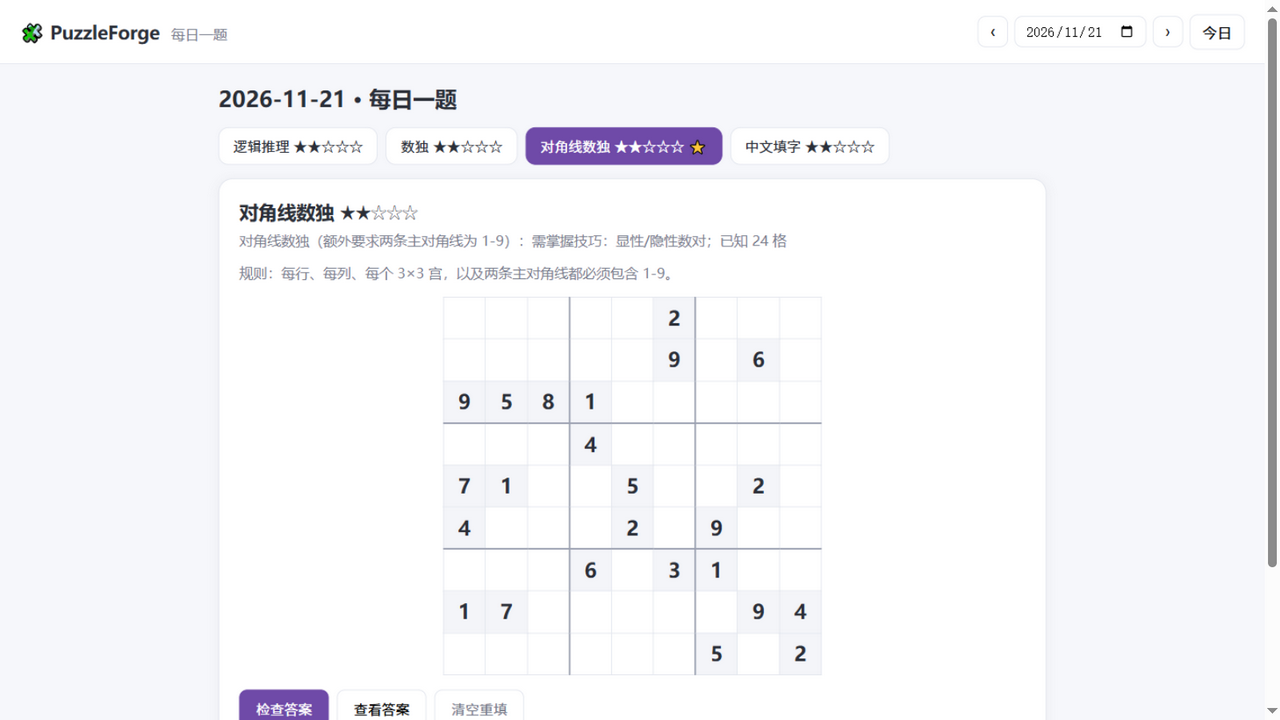 PuzzleForge 每日一题
‹ 2026/11/21 › 今日
2026-11-21 • 每日一题
逻辑推理 ★★☆☆☆ 数独 ★★☆☆☆ 对角线数独 ★★☆☆☆ ⭐ 中文填字 ★★☆☆☆
对角线数独 ★★☆☆☆
对角线数独（额外要求两条主对角线为 1-9）：需掌握技巧：显性/隐性数对；已知 24 格
规则：每行、每列、每个 3×3 宫，以及两条主对角线都必须包含 1-9。
2
9 6
9 5 8 1
4
7 1 5 2
4 2 9
6 3 1
1 7 9 4
5 2
检查答案 查看答案 清空重填